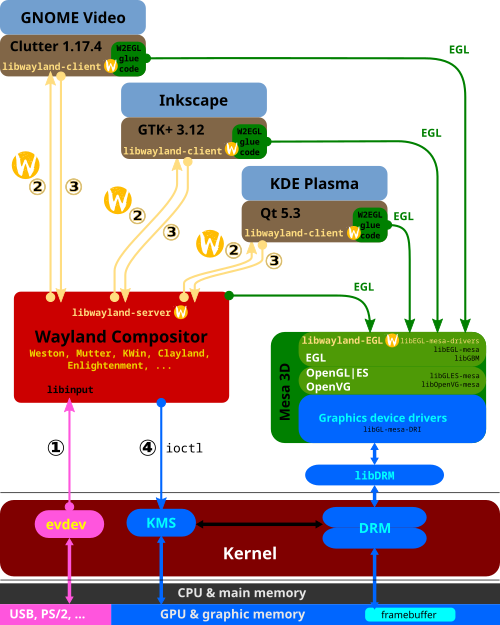 GNOME Video
Clutter 1.17.4
libwayland-client W
W2EGL
glue
code
EGL
Inkscape
GTK+ 3.12
libwayland-client W
W2EGL
glue
code
EGL
KDE Plasma
Qt 5.3
libwayland-client W
W2EGL
glue
code
EGL
W
②
③
W
②
③
W
②
③
EGL
libwayland-server W
Wayland Compositor
Weston, Mutter, KWin, Clayland,
Enlightenment, ...
libinput
Mesa 3D
libwayland-EGL W libEGL-mesa-drivers
libEGL-mesa
EGL libGBM
OpenGL|ES libGLES-mesa
OpenVG libOpenVG-mesa
Graphics device drivers
libGL-mesa-DRI
① ④ ioctl
libDRM
evdev KMS DRM
Kernel
CPU & main memory
USB, PS/2, ... GPU & graphic memory framebuffer